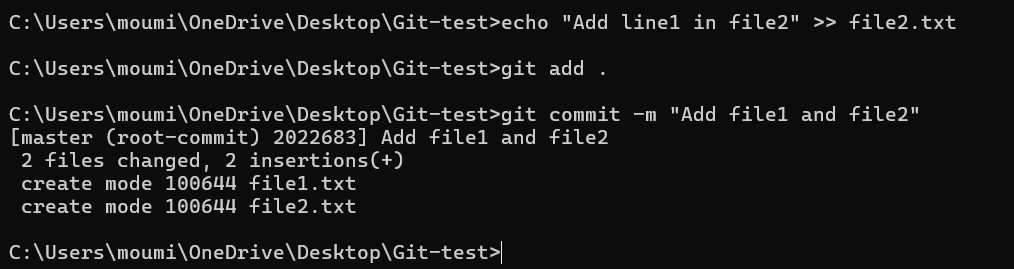 C:\Users\moumi\OneDrive\Desktop\Git-test>echo "Add line1 in file2" >> file2.txt
C:\Users\moumi\OneDrive\Desktop\Git-test>git add .
C:\Users\moumi\OneDrive\Desktop\Git-test>git commit -m "Add file1 and file2"
[master (root-commit) 2022683] Add file1 and file2
 2 files changed, 2 insertions(+)
 create mode 100644 file1.txt
 create mode 100644 file2.txt
C:\Users\moumi\OneDrive\Desktop\Git-test>